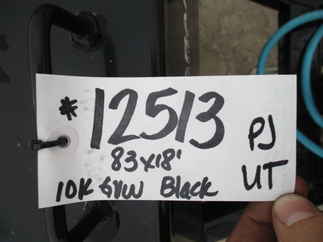 *12513 PJ
83x18'
UT
10K GVW Black